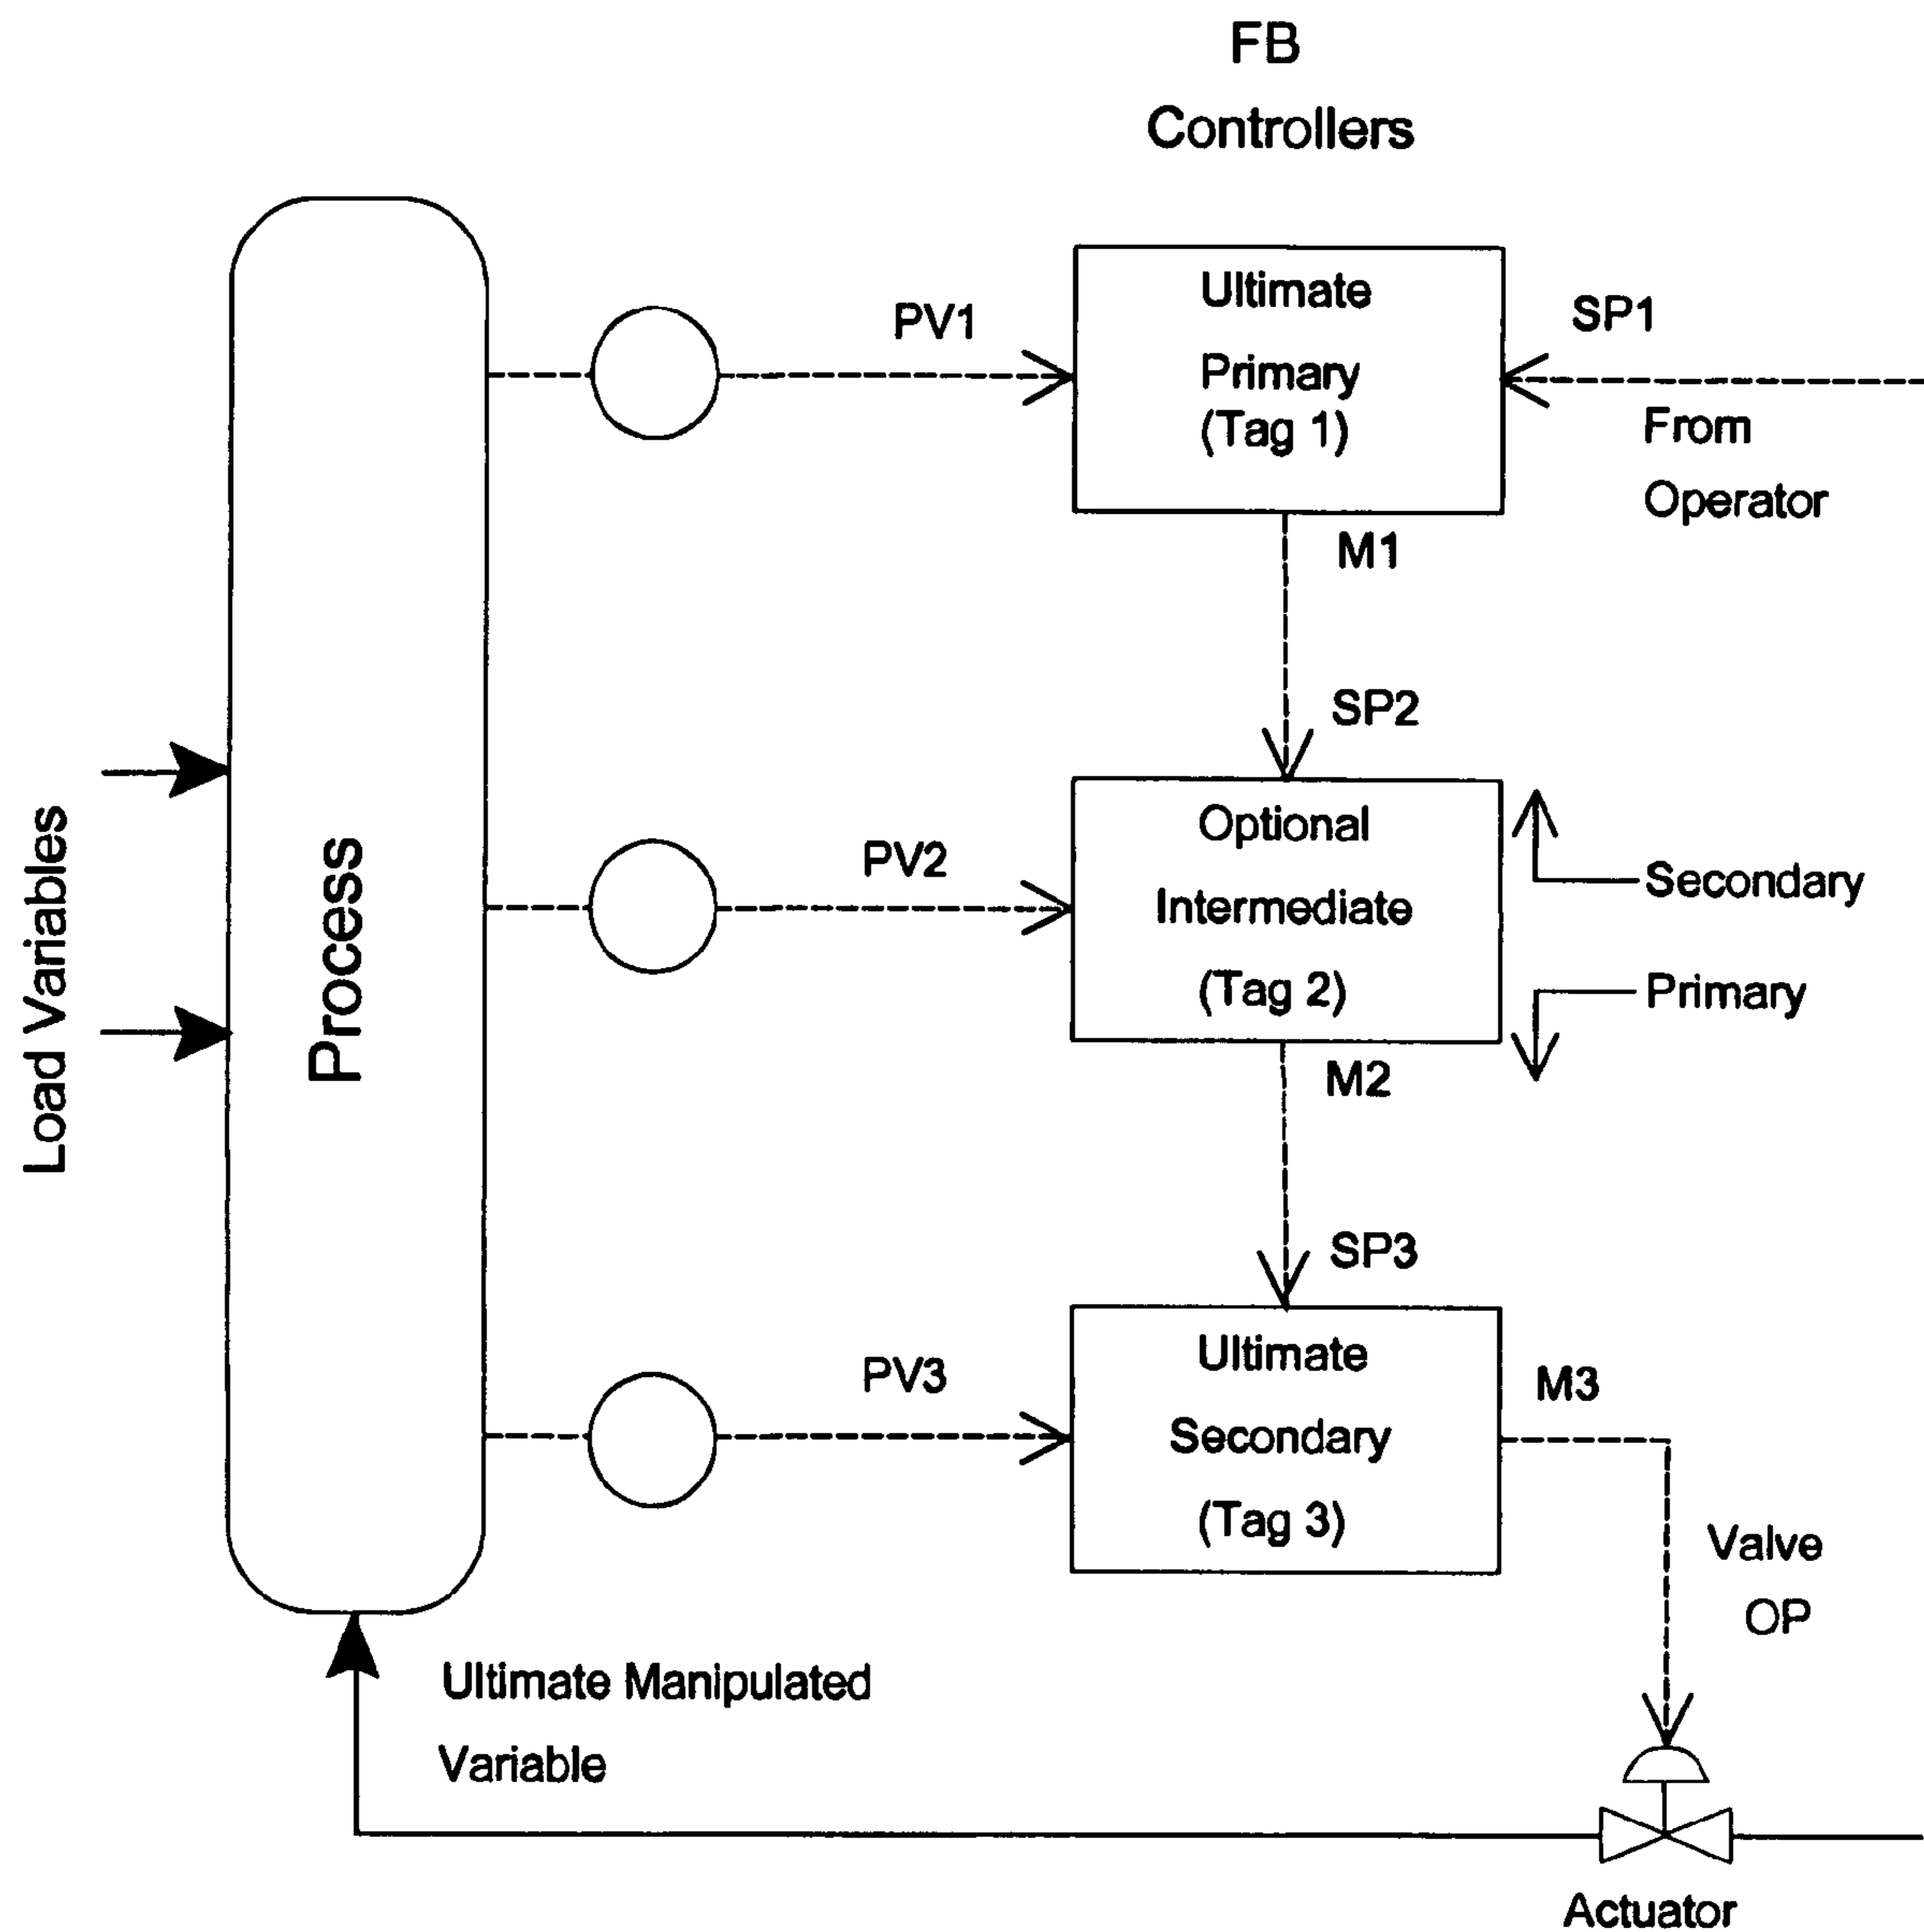 FB
Controllers
Ultimate
Primary
(Tag 1)
PV1
SP1
From
Operator
M1
SP2
Optional
Intermediate
(Tag 2)
PV2
Secondary
Primary
M2
SP3
Ultimate
Secondary
(Tag 3)
PV3
M3
Valve
OP
Load Variables
Process
Ultimate Manipulated
Variable
Actuator